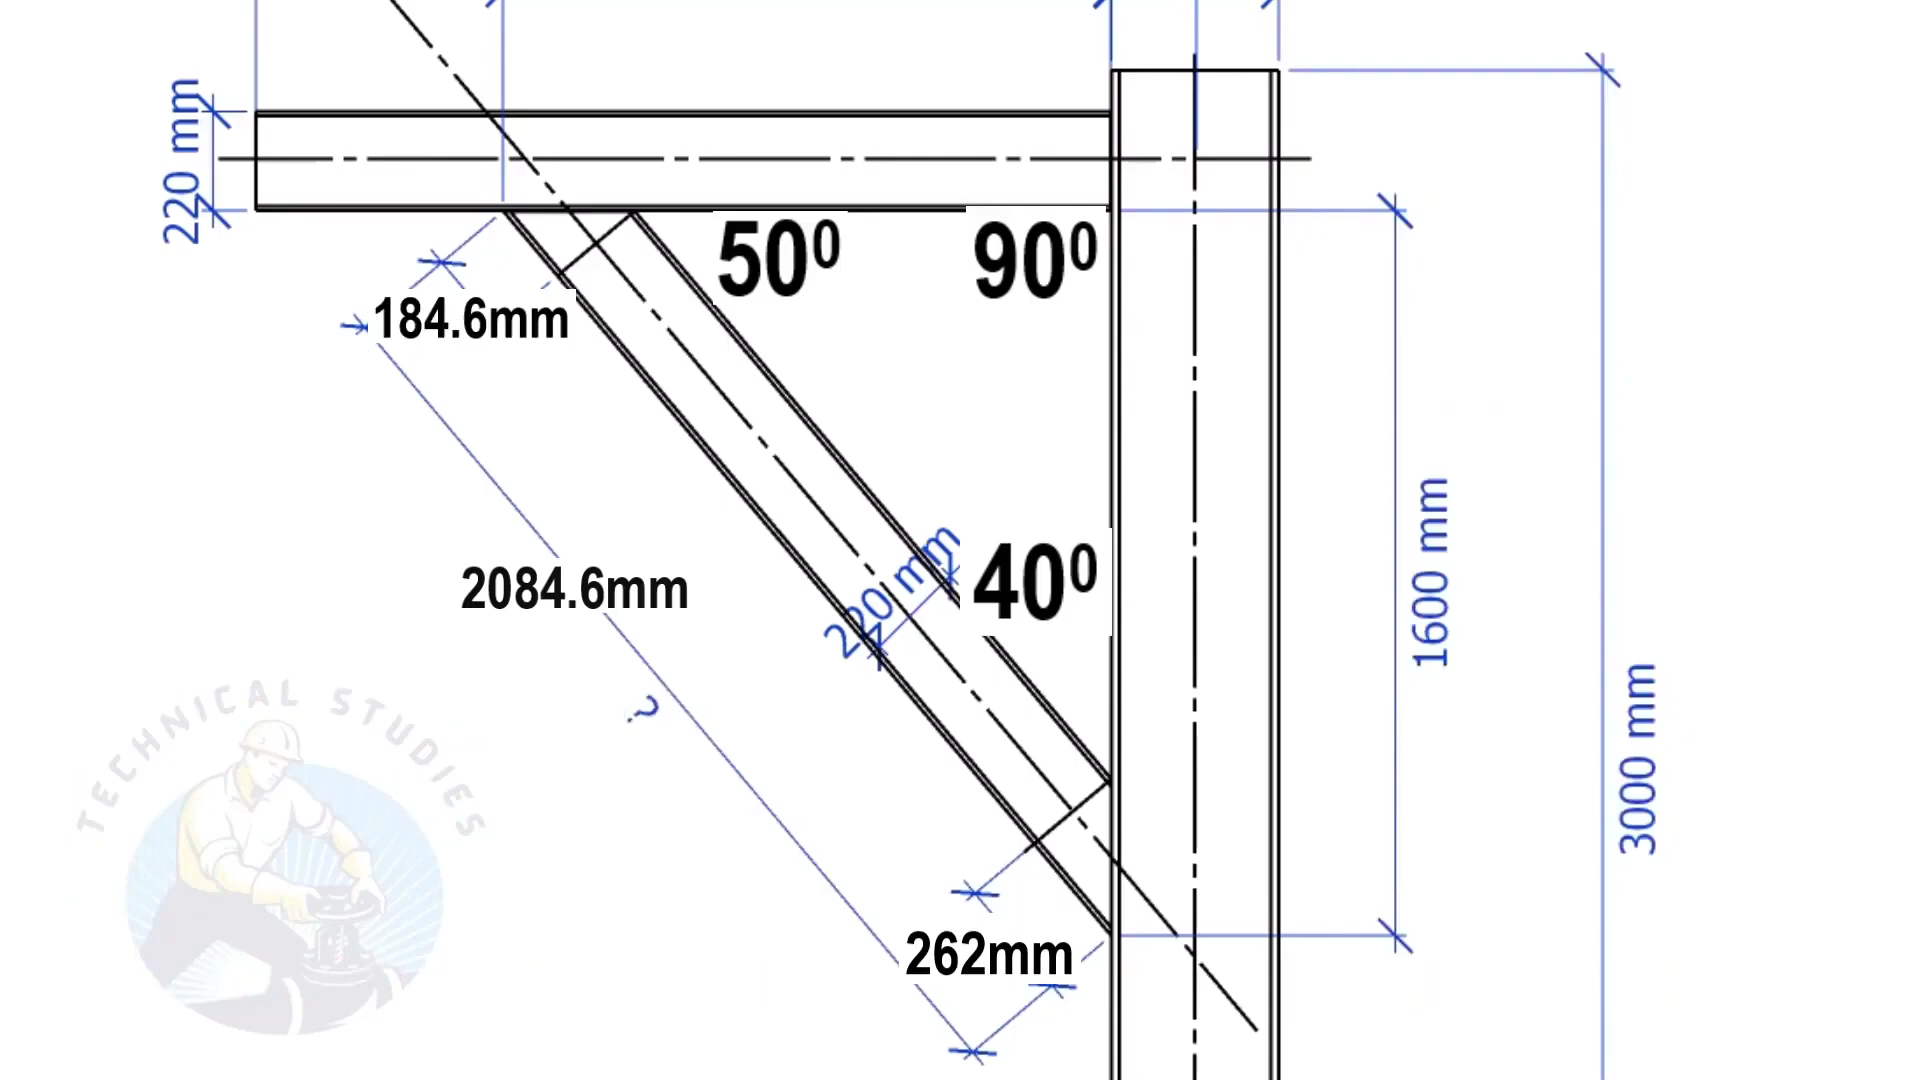 220 mm
50⁰
90⁰
184.6mm
2084.6mm
220 mm
40⁰
1600 mm
?
3000 mm
262mm
TECHNICAL STUDIES